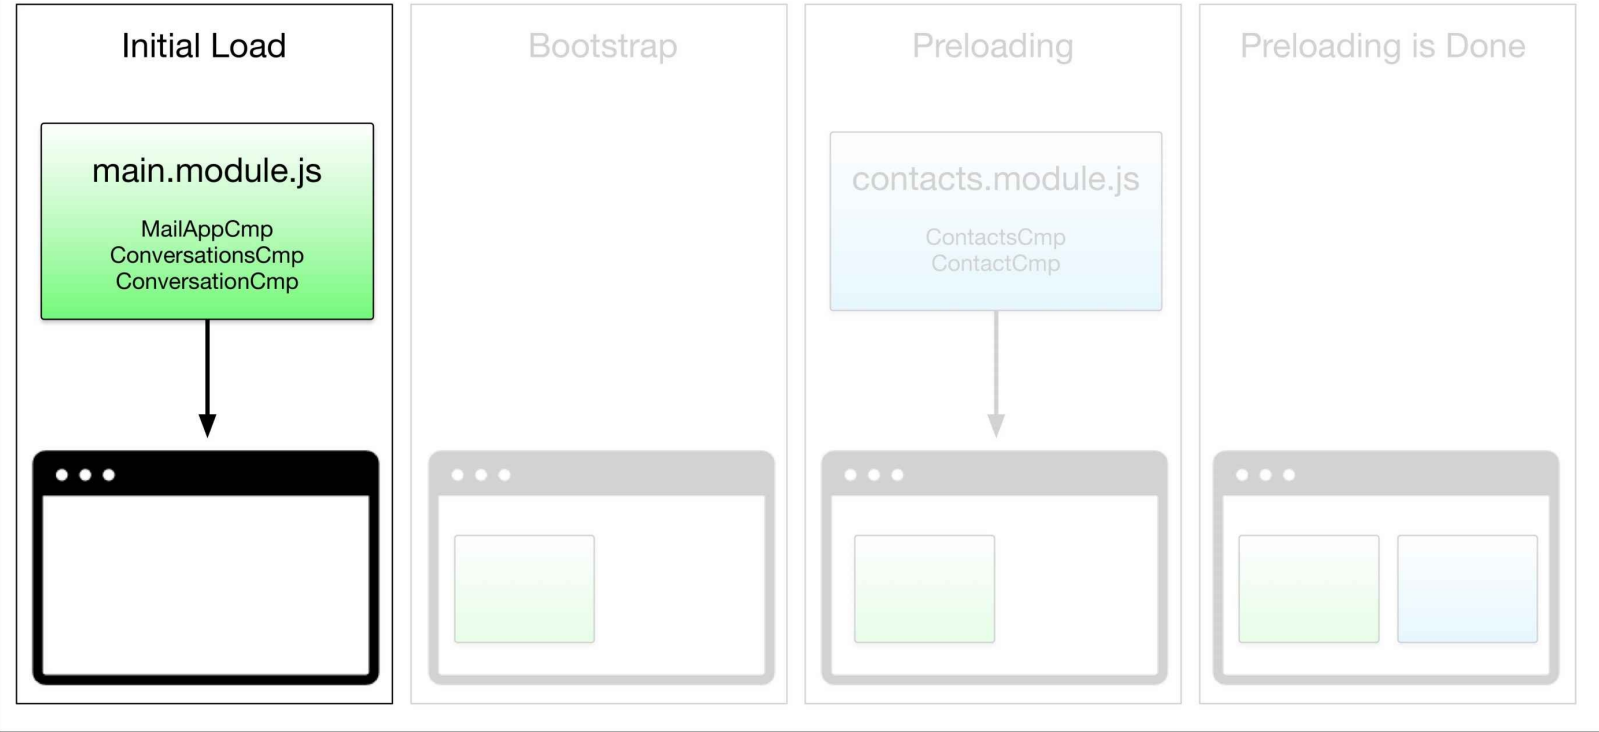 Initial Load
main.module.js
MailAppCmp
ConversationsCmp
ConversationCmp
Bootstrap
Preloading
contacts.module.js
ContactsCmp
ContactCmp
Preloading is Done